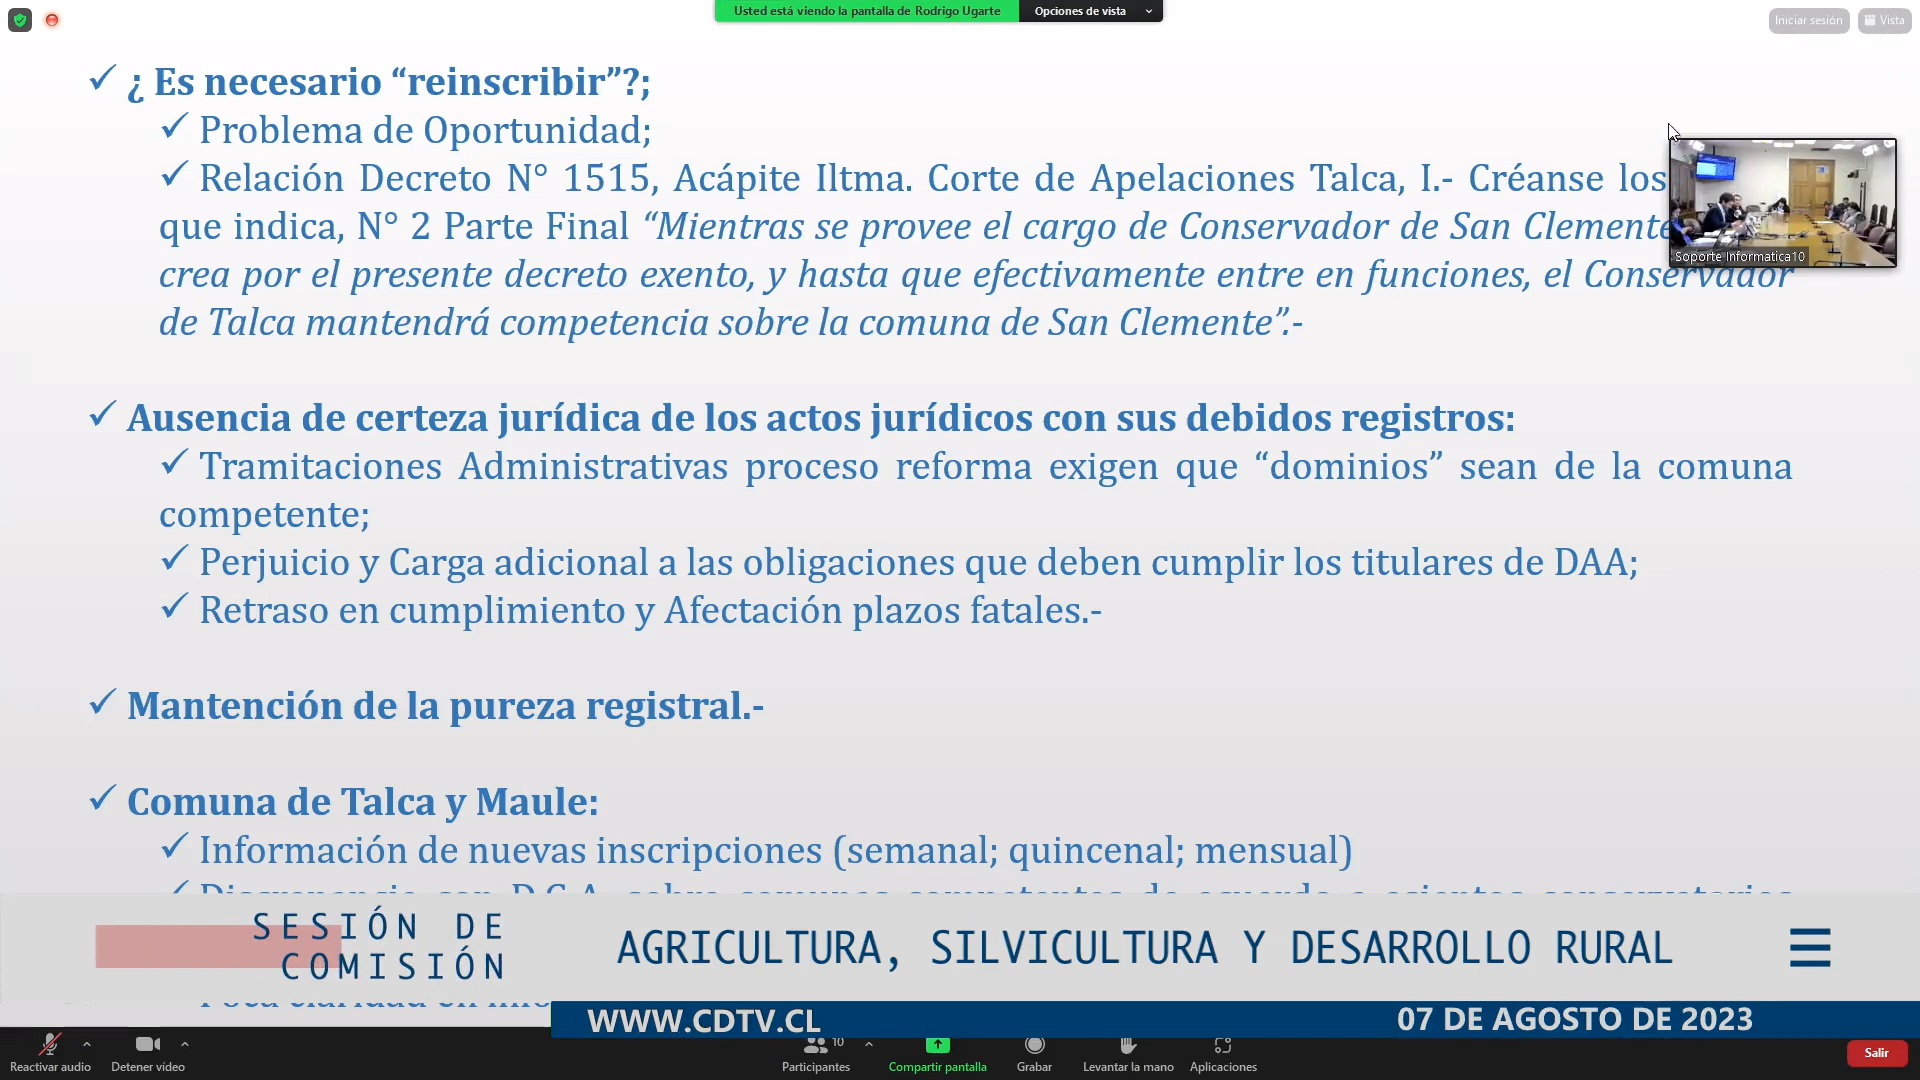 Usted está viendo la pantalla de Rodrigo Ugarte
Opciones de vista
Iniciar sesión
Vista
✓ ¿ Es necesario “reinscribir”?;
✓ Problema de Oportunidad;
✓ Relación Decreto N° 1515, Acápite Iltma. Corte de Apelaciones Talca, I.- Créanse los
que indica, N° 2 Parte Final “Mientras se provee el cargo de Conservador de San Clemente
crea por el presente decreto exento, y hasta que efectivamente entre en funciones, el Conservador
de Talca mantendrá competencia sobre la comuna de San Clemente”.-
Soporte Informatica10
✓ Ausencia de certeza jurídica de los actos jurídicos con sus debidos registros:
✓ Tramitaciones Administrativas proceso reforma exigen que “dominios” sean de la comuna
competente;
✓ Perjuicio y Carga adicional a las obligaciones que deben cumplir los titulares de DAA;
✓ Retraso en cumplimiento y Afectación plazos fatales.-
✓ Mantención de la pureza registral.-
✓ Comuna de Talca y Maule:
✓ Información de nuevas inscripciones (semanal; quincenal; mensual)
SESIÓN DE
COMISIÓN
AGRICULTURA, SILVICULTURA Y DESARROLLO RURAL
WWW.CDTV.CL
07 DE AGOSTO DE 2023
Reactivar audio
Detener vídeo
Participantes
10
Compartir pantalla
Grabar
Levantar la mano
Aplicaciones
Salir